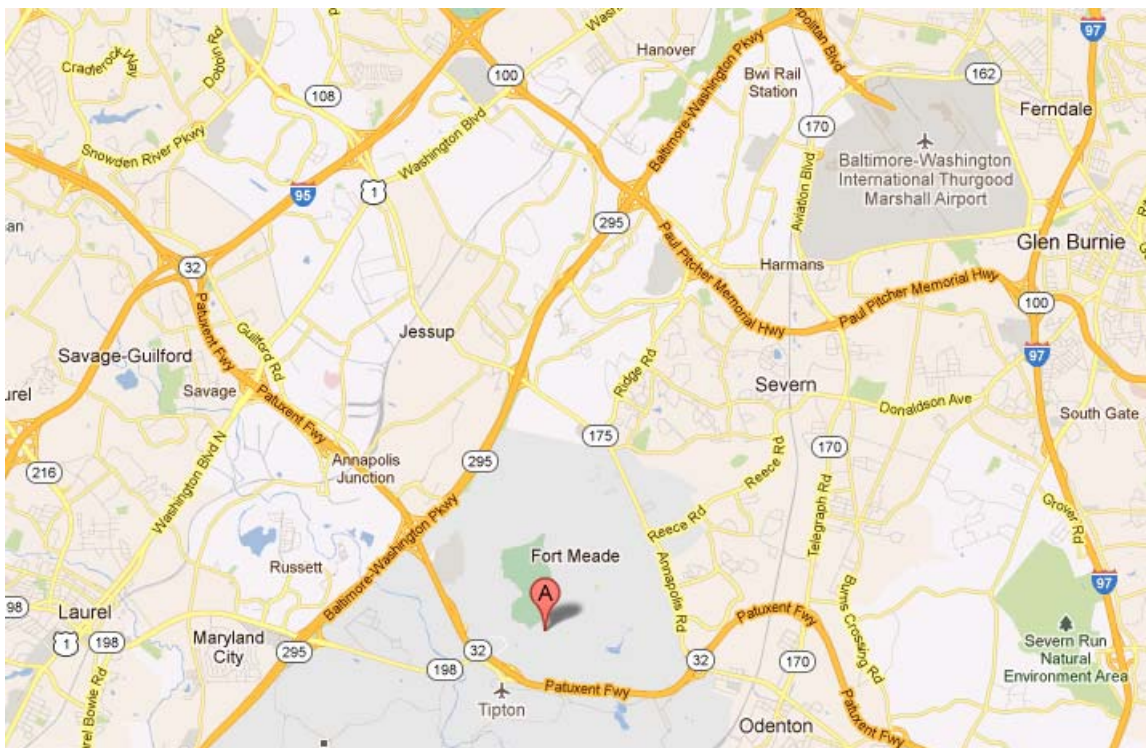 Cradlerock
Way
Dobbin Rd
108
Snowden River Pkwy
Washington Blvd
100
Hanover
Baltimore-Washington Pkwy
Bwi Rail
Station
170
162
97
Ferndale
Baltimore-Washington
International Thurgood
Marshall Airport
Aviation Blvd
95
1
295
32
Glen Burnie
Paul Pitcher Memorial Hwy
Harmans
Paul Pitcher Memorial Hwy
100
Patuxent Fwy
Guilford Rd
Jessup
Savage-Guilford
97
Ridge Rd
Severn
Savage
Patuxent Fwy
Donaldson Ave
South Gate
175
170
216
Washington Blvd N
Annapolis
Junction
295
Reece Rd
Telegraph Rd
Grover Rd
Reece Rd
Baltimore-Washington Pkwy
Fort Meade
Russett
Annapolis Rd
A
97
98
Laurel
Patuxent Fwy
Burns Crossing Rd
1
198
Maryland
City
295
198
32
32
170
Severn Run
Natural
Environment Area
Patuxent Fwy
Tipton
Odenton
Patuxent Fwy